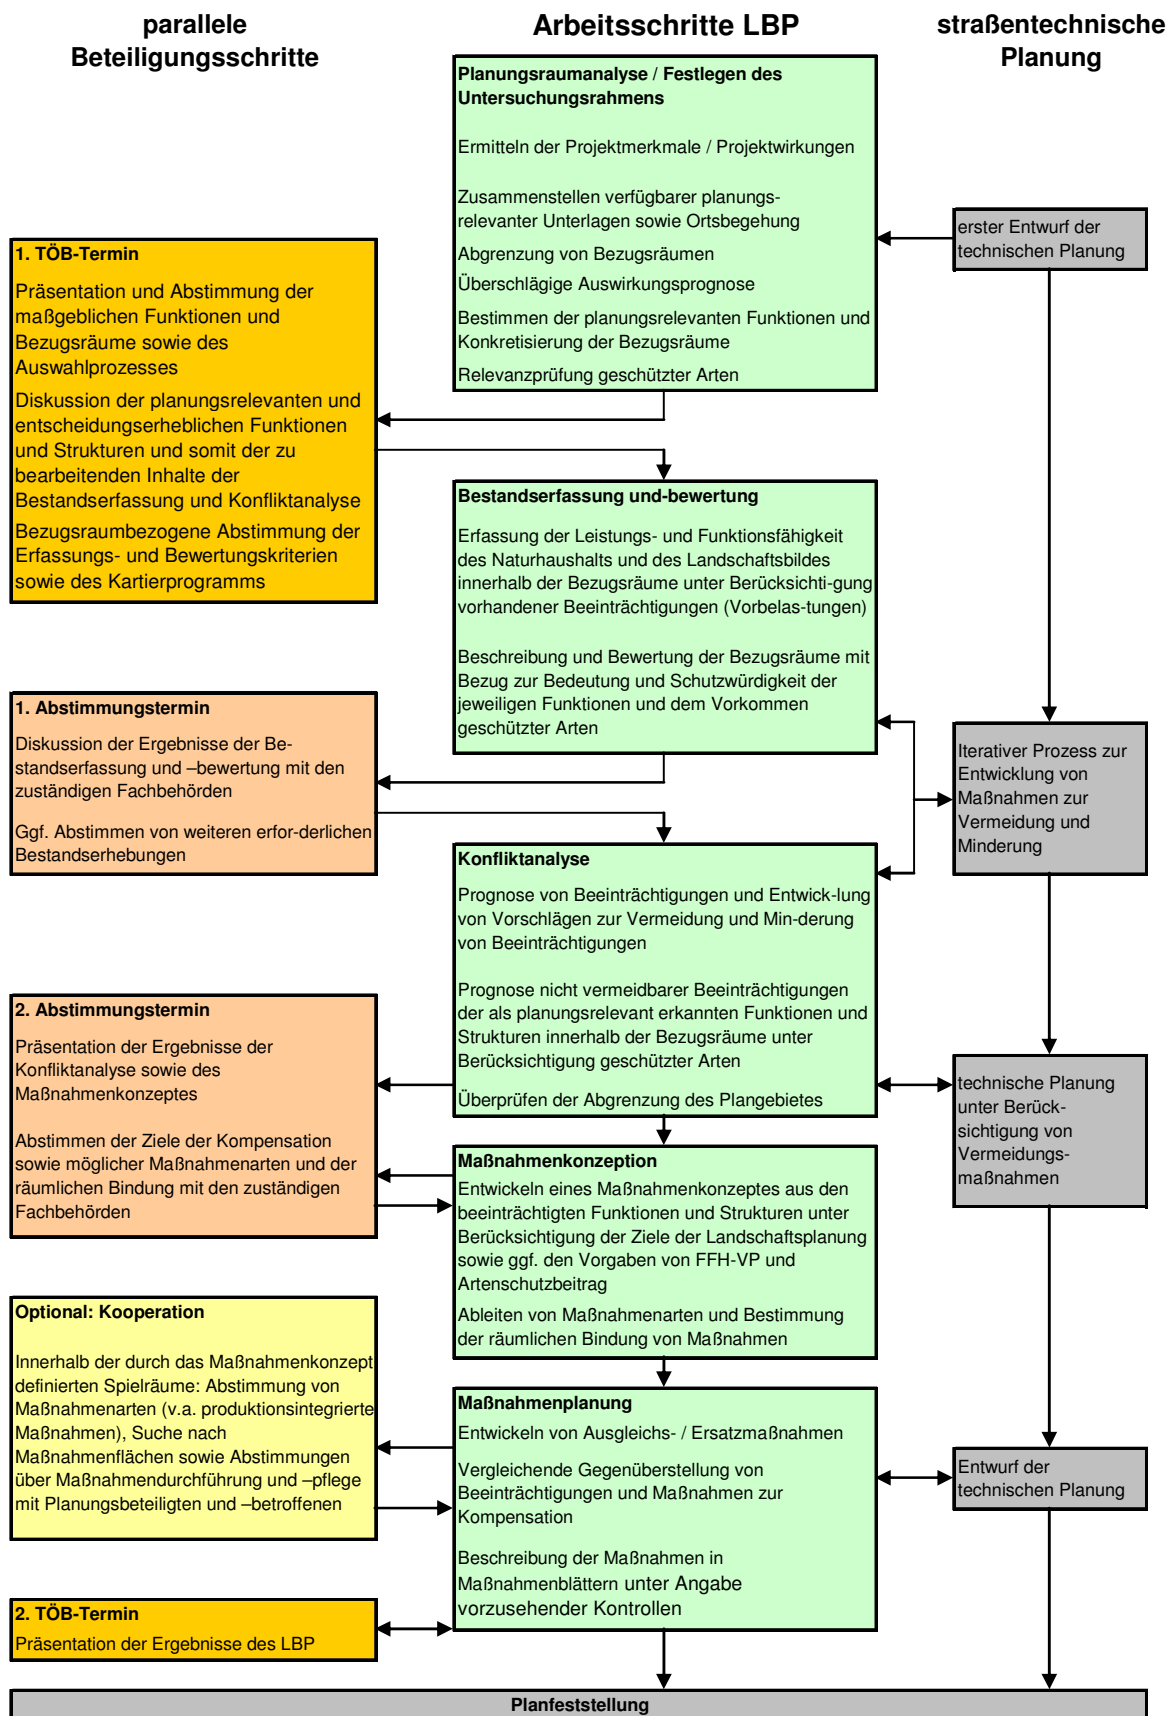 parallele
Beteiligungsschritte
Arbeitsschritte LBP
straßentechnische
Planung
Planungsraumanalyse / Festlegen des
Untersuchungsrahmens
Ermitteln der Projektmerkmale / Projektwirkungen
Zusammenstellen verfügbarer planungs-
relevanter Unterlagen sowie Ortsbegehung
Abgrenzung von Bezugsräumen
Überschlägige Auswirkungsprognose
Bestimmen der planungsrelevanten Funktionen und
Konkretisierung der Bezugsräume
Relevanzprüfung geschützter Arten
erster Entwurf der
technischen Planung
1. TÖB-Termin
Präsentation und Abstimmung der
maßgeblichen Funktionen und
Bezugsräume sowie des
Auswahlprozesses
Diskussion der planungsrelevanten und
entscheidungserheblichen Funktionen
und Strukturen und somit der zu
bearbeitenden Inhalte der
Bestandserfassung und Konfliktanalyse
Bezugsraumbezogene Abstimmung der
Erfassungs- und Bewertungskriterien
sowie des Kartierprogramms
Bestandserfassung und-bewertung
Erfassung der Leistungs- und Funktionsfähigkeit
des Naturhaushalts und des Landschaftsbildes
innerhalb der Bezugsräume unter Berücksichti-gung
vorhandener Beeinträchtigungen (Vorbelas-tungen)
Beschreibung und Bewertung der Bezugsräume mit
Bezug zur Bedeutung und Schutzwürdigkeit der
jeweiligen Funktionen und dem Vorkommen
geschützter Arten
1. Abstimmungstermin
Diskussion der Ergebnisse der Be-
standserfassung und –bewertung mit den
zuständigen Fachbehörden
Ggf. Abstimmen von weiteren erfor-derlichen
Bestandserhebungen
Iterativer Prozess zur
Entwicklung von
Maßnahmen zur
Vermeidung und
Minderung
Konfliktanalyse
Prognose von Beeinträchtigungen und Entwick-lung
von Vorschlägen zur Vermeidung und Min-derung
von Beeinträchtigungen
Prognose nicht vermeidbarer Beeinträchtigungen
der als planungsrelevant erkannten Funktionen und
Strukturen innerhalb der Bezugsräume unter
Berücksichtigung geschützter Arten
Überprüfen der Abgrenzung des Plangebietes
2. Abstimmungstermin
Präsentation der Ergebnisse der
Konfliktanalyse sowie des
Maßnahmenkonzeptes
Abstimmen der Ziele der Kompensation
sowie möglicher Maßnahmenarten und der
räumlichen Bindung mit den zuständigen
Fachbehörden
technische Planung
unter Berück-
sichtigung von
Vermeidungs-
maßnahmen
Maßnahmenkonzeption
Entwickeln eines Maßnahmenkonzeptes aus den
beeinträchtigten Funktionen und Strukturen unter
Berücksichtigung der Ziele der Landschaftsplanung
sowie ggf. den Vorgaben von FFH-VP und
Artenschutzbeitrag
Ableiten von Maßnahmenarten und Bestimmung
der räumlichen Bindung von Maßnahmen
Optional: Kooperation
Innerhalb der durch das Maßnahmenkonzept
definierten Spielräume: Abstimmung von
Maßnahmenarten (v.a. produktionsintegrierte
Maßnahmen), Suche nach
Maßnahmenflächen sowie Abstimmungen
über Maßnahmendurchführung und –pflege
mit Planungsbeteiligten und –betroffenen
Maßnahmenplanung
Entwickeln von Ausgleichs- / Ersatzmaßnahmen
Vergleichende Gegenüberstellung von
Beeinträchtigungen und Maßnahmen zur
Kompensation
Beschreibung der Maßnahmen in
Maßnahmenblättern unter Angabe
vorzusehender Kontrollen
Entwurf der
technischen Planung
2. TÖB-Termin
Präsentation der Ergebnisse des LBP
Planfeststellung